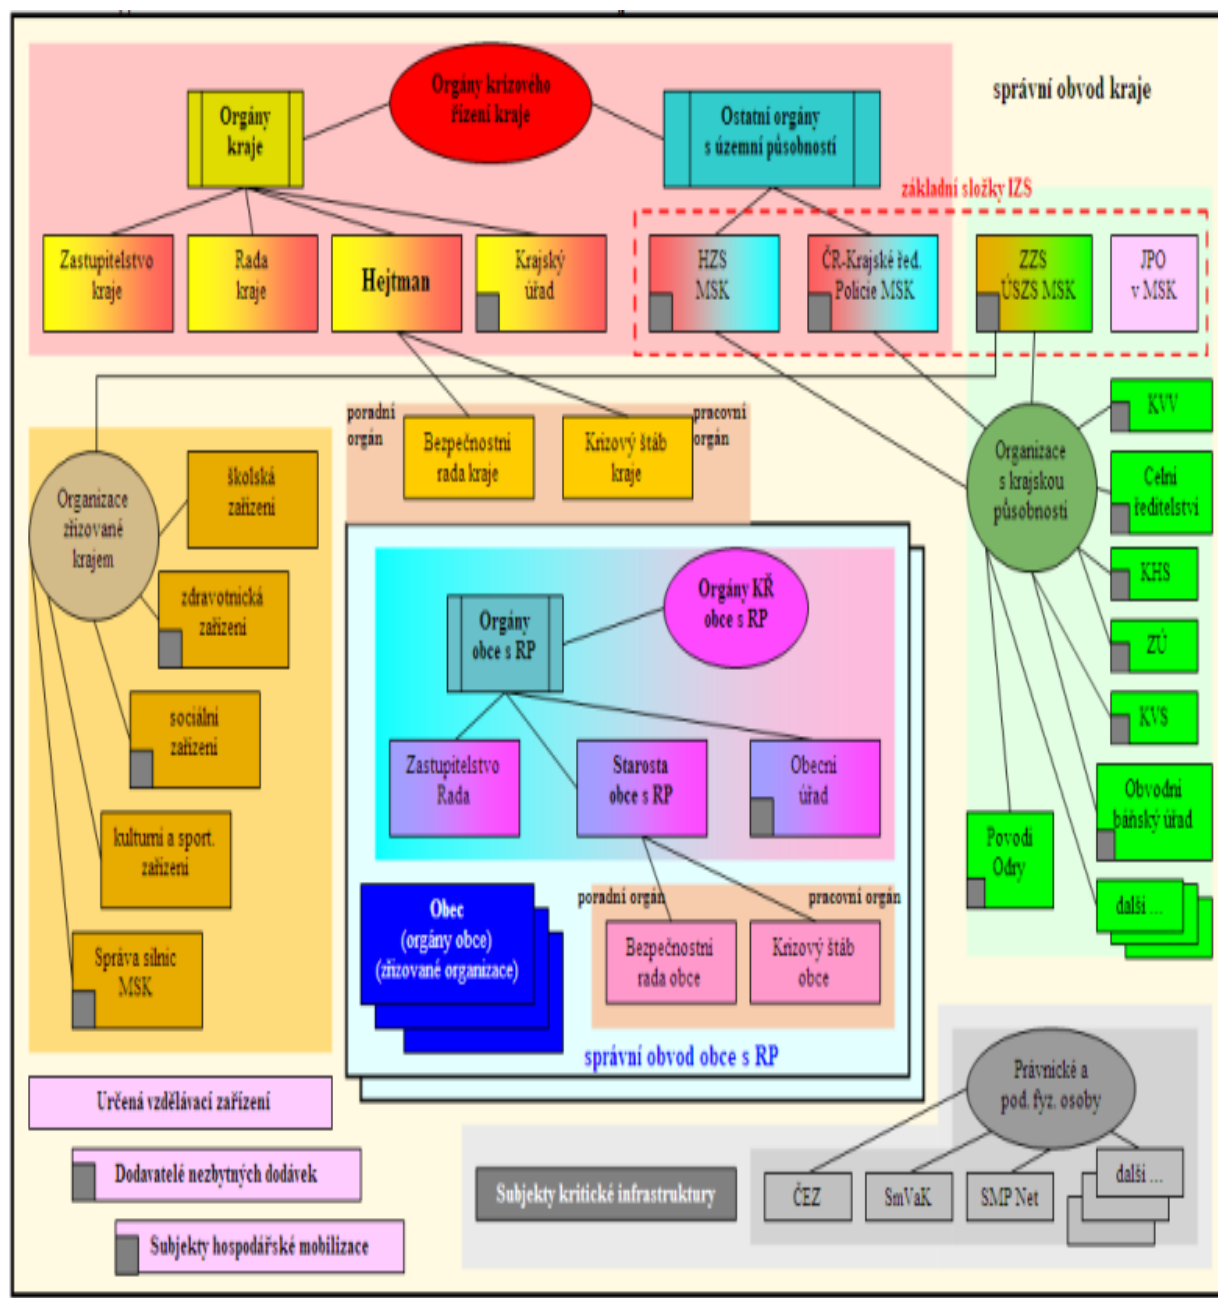 Orgány krizového
řízení kraje
správní obvod kraje
Orgány
kraje
Ostatní orgány
s územní působností
základní složky IZS
Zastupitelstvo
kraje
Rada
kraje
Hejtman
Krajský
úřad
HZS
MSK
ČR-Krajské řed.
Policie MSK
ZZS
ÚSZS MSK
JPO
v MSK
poradní
orgán
Bezpečnostní
rada kraje
Krizový štáb
kraje
pracovní
orgán
Organizace
zřizované
krajem
školská
zařízení
zdravotnická
zařízení
sociální
zařízení
kulturní a sport.
zařízení
Správa silnic
MSK
Organizace
s krajskou
působností
KVV
Celní
ředitelství
KHS
ZÚ
KVS
Obvodní
báňský úřad
Povodí
Odry
další ...
Orgány KŘ
obce s RP
Orgány
obce s RP
Zastupitelstvo
Rada
Starosta
obce s RP
Obecní
úřad
poradní orgán
pracovní orgán
Bezpečnostní
rada obce
Krizový štáb
obce
Obec
(orgány obce)
(zřizované organizace)
správní obvod obce s RP
Určená vzdělávací zařízení
Dodavatelé nezbytných dodávek
Subjekty hospodářské mobilizace
Právnické a
pod. fyz. osoby
Subjekty kritické infrastruktury
ČEZ
SmVaK
SMP Net
další ...